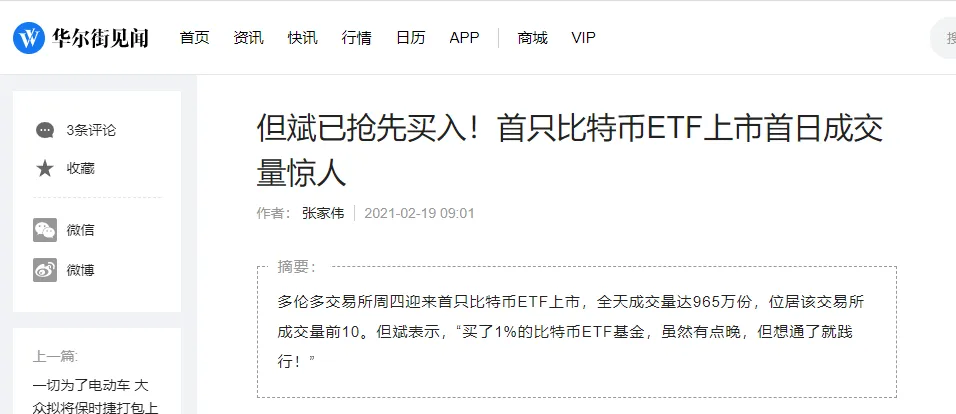 华尔街见闻 首页 资讯 快讯 行情 日历 APP 商城 VIP 搜
3条评论
收藏
微信
微博
上一篇:
一切为了电动车 大
众拟将保时捷打包上
但斌已抢先买入！首只比特币ETF上市首日成交
量惊人
作者： 张家伟 2021-02-19 09:01
摘要：
多伦多交易所周四迎来首只比特币ETF上市，全天成交量达965万份，位居该交易所
成交量前10。但斌表示，“买了1%的比特币ETF基金，虽然有点晚，但想通了就践
行！”